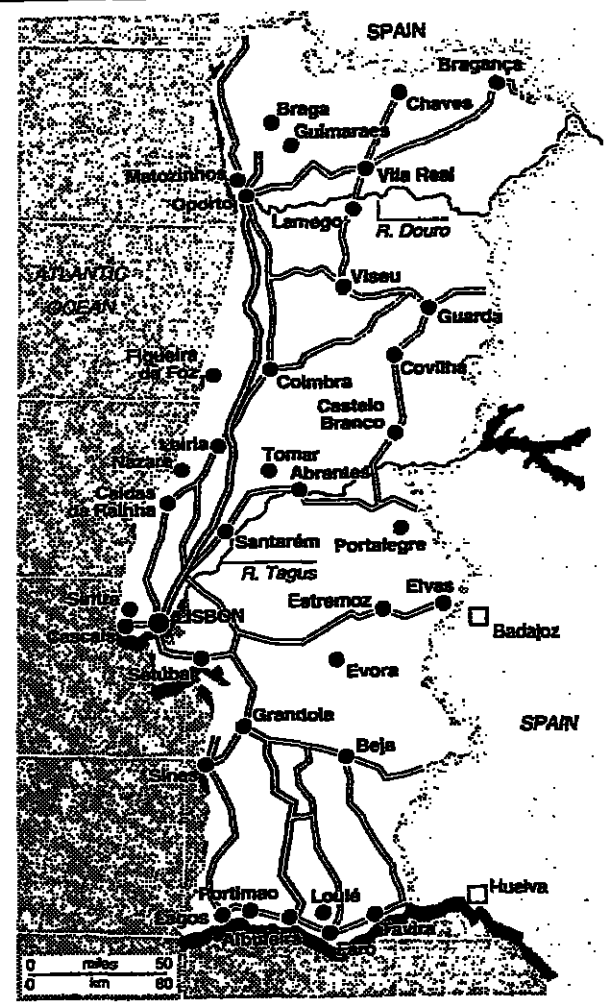 SPAIN
Bragança
Chaves
Braga
Guimaraes
Matozinhos
Vila Real
Oporto
Lamego
R. Douro
ATLANTIC
OCEAN
Viseu
Guarda
Figueira
da Foz
Coimbra
Covilha
Castelo
Branco
Leiria
Nazare
Tomar
Abrantes
Caldas
da Rainha
Santarém
Portalegre
R. Tagus
Sintra
LISBON
Cascais
Estremoz
Elvas
Badajoz
Setubal
Evora
Grandola
SPAIN
Beja
Sines
Huelva
Portimao
Loulé
Lagos
Albufeira
Faro
Tavira
0 miles 50
0 km 80